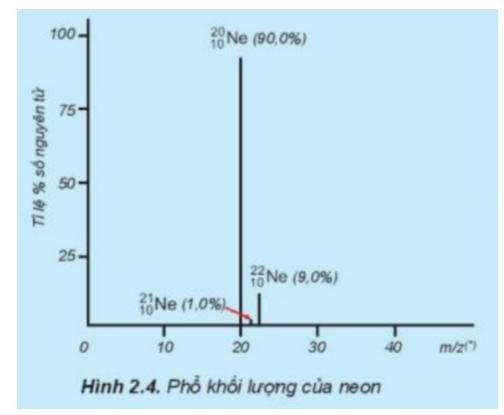 100
²⁰₁₀Ne (90,0%)
75
50
25
Tỉ lệ % số nguyên tử
²²₁₀Ne (9,0%)
²¹₁₀Ne (1,0%)
0 10 20 30 40 m/z(*)
Hình 2.4. Phổ khối lượng của neon